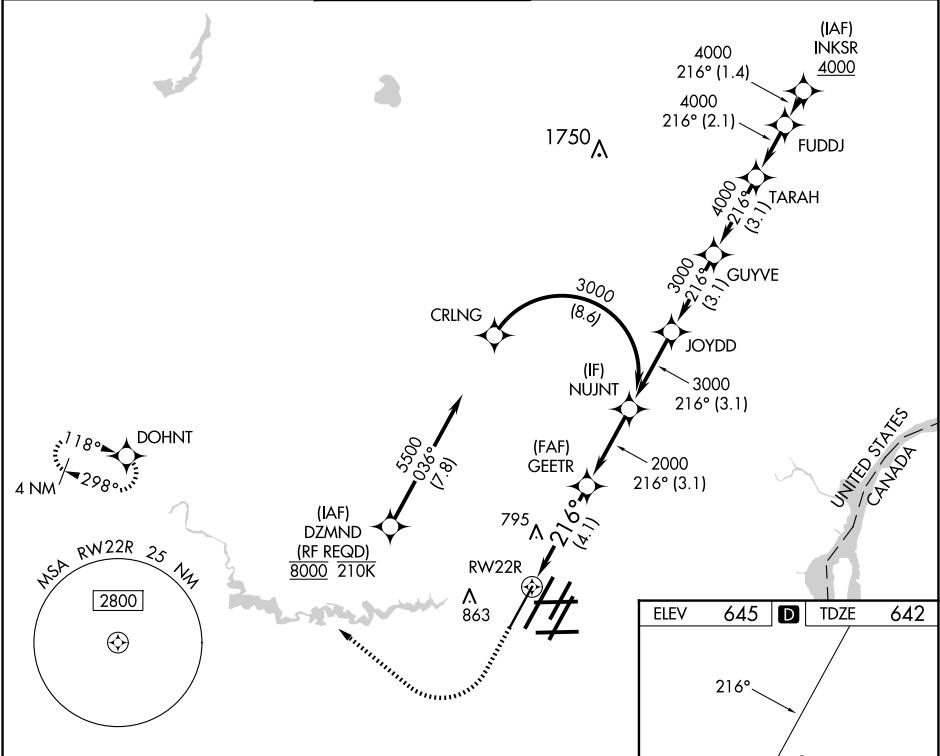 (IAF)
INKSR
4000
4000
216° (1.4)
4000
216° (2.1)
FUDDJ
1750
TARAH
4000
216°
(3.1)
GUYVE
3000
216°
(3.1)
3000
(8.6)
CRLNG
JOYDD
(IF)
NUJNT
3000
216° (3.1)
DOHNT
118°
298°
4 NM
5500
036°
(7.8)
(FAF)
GEETR
2000
216° (3.1)
UNITED STATES
CANADA
(IAF)
DZMND
(RF REQD)
8000 210K
795
216°
(4.1)
RW22R
863
MSA RW22R 25 NM
2800
ELEV 645 D TDZE 642
216°